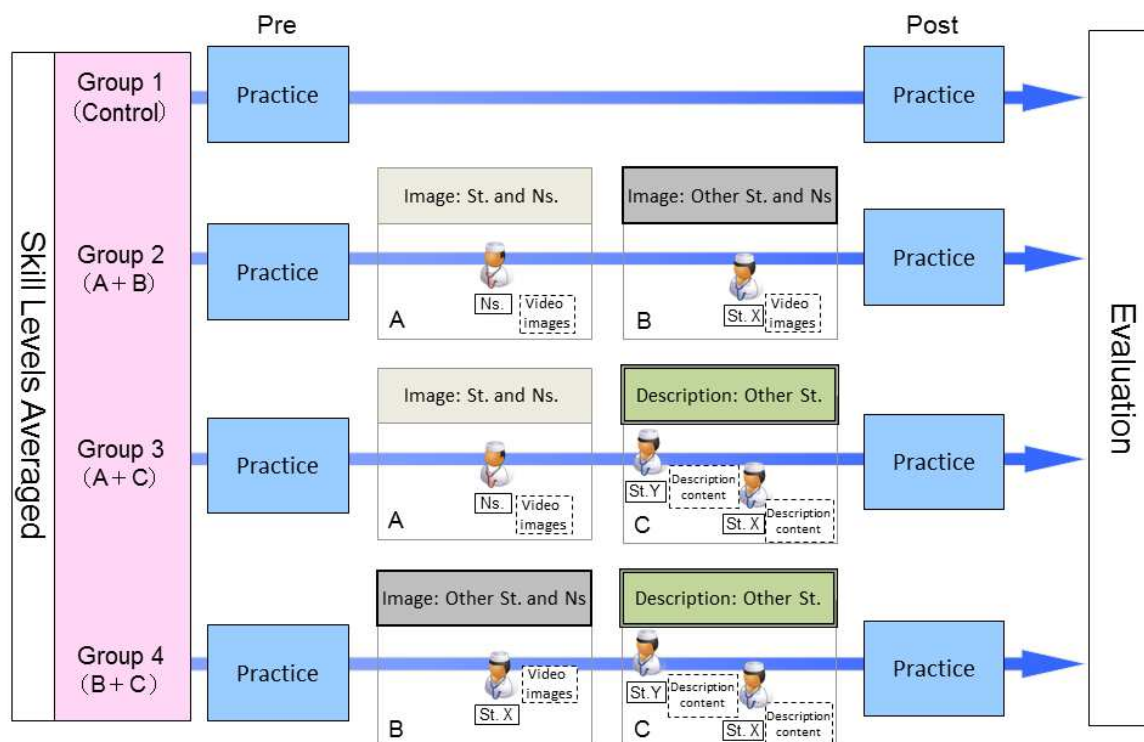 Pre
Post
Skill Levels Averaged
Group 1
(Control)
Practice
Practice
Evaluation
Group 2
(A+B)
Practice
Image: St. and Ns.
Ns.
Video
images
A
Image: Other St. and Ns
St. X
Video
images
B
Practice
Group 3
(A+C)
Practice
Image: St. and Ns.
Ns.
Video
images
A
Description: Other St.
St.Y
Description
content
St. X
Description
content
C
Practice
Group 4
(B+C)
Practice
Image: Other St. and Ns
Video
images
St. X
B
Description: Other St.
St.Y
Description
content
St. X
Description
content
C
Practice